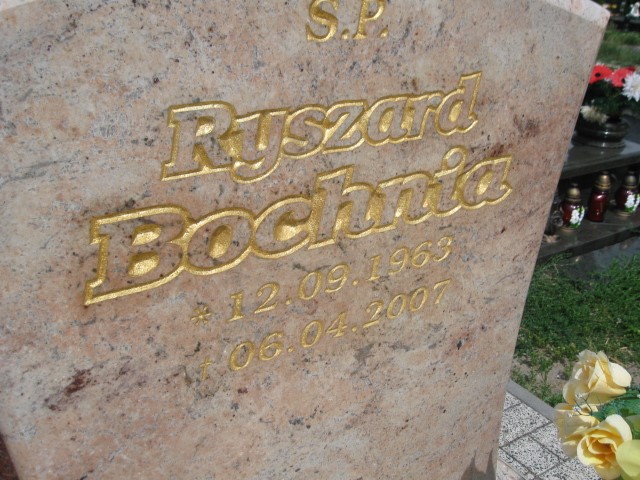 S.P.
Ryszard
Bochnia
* 12.09.1963
† 06.04.2007